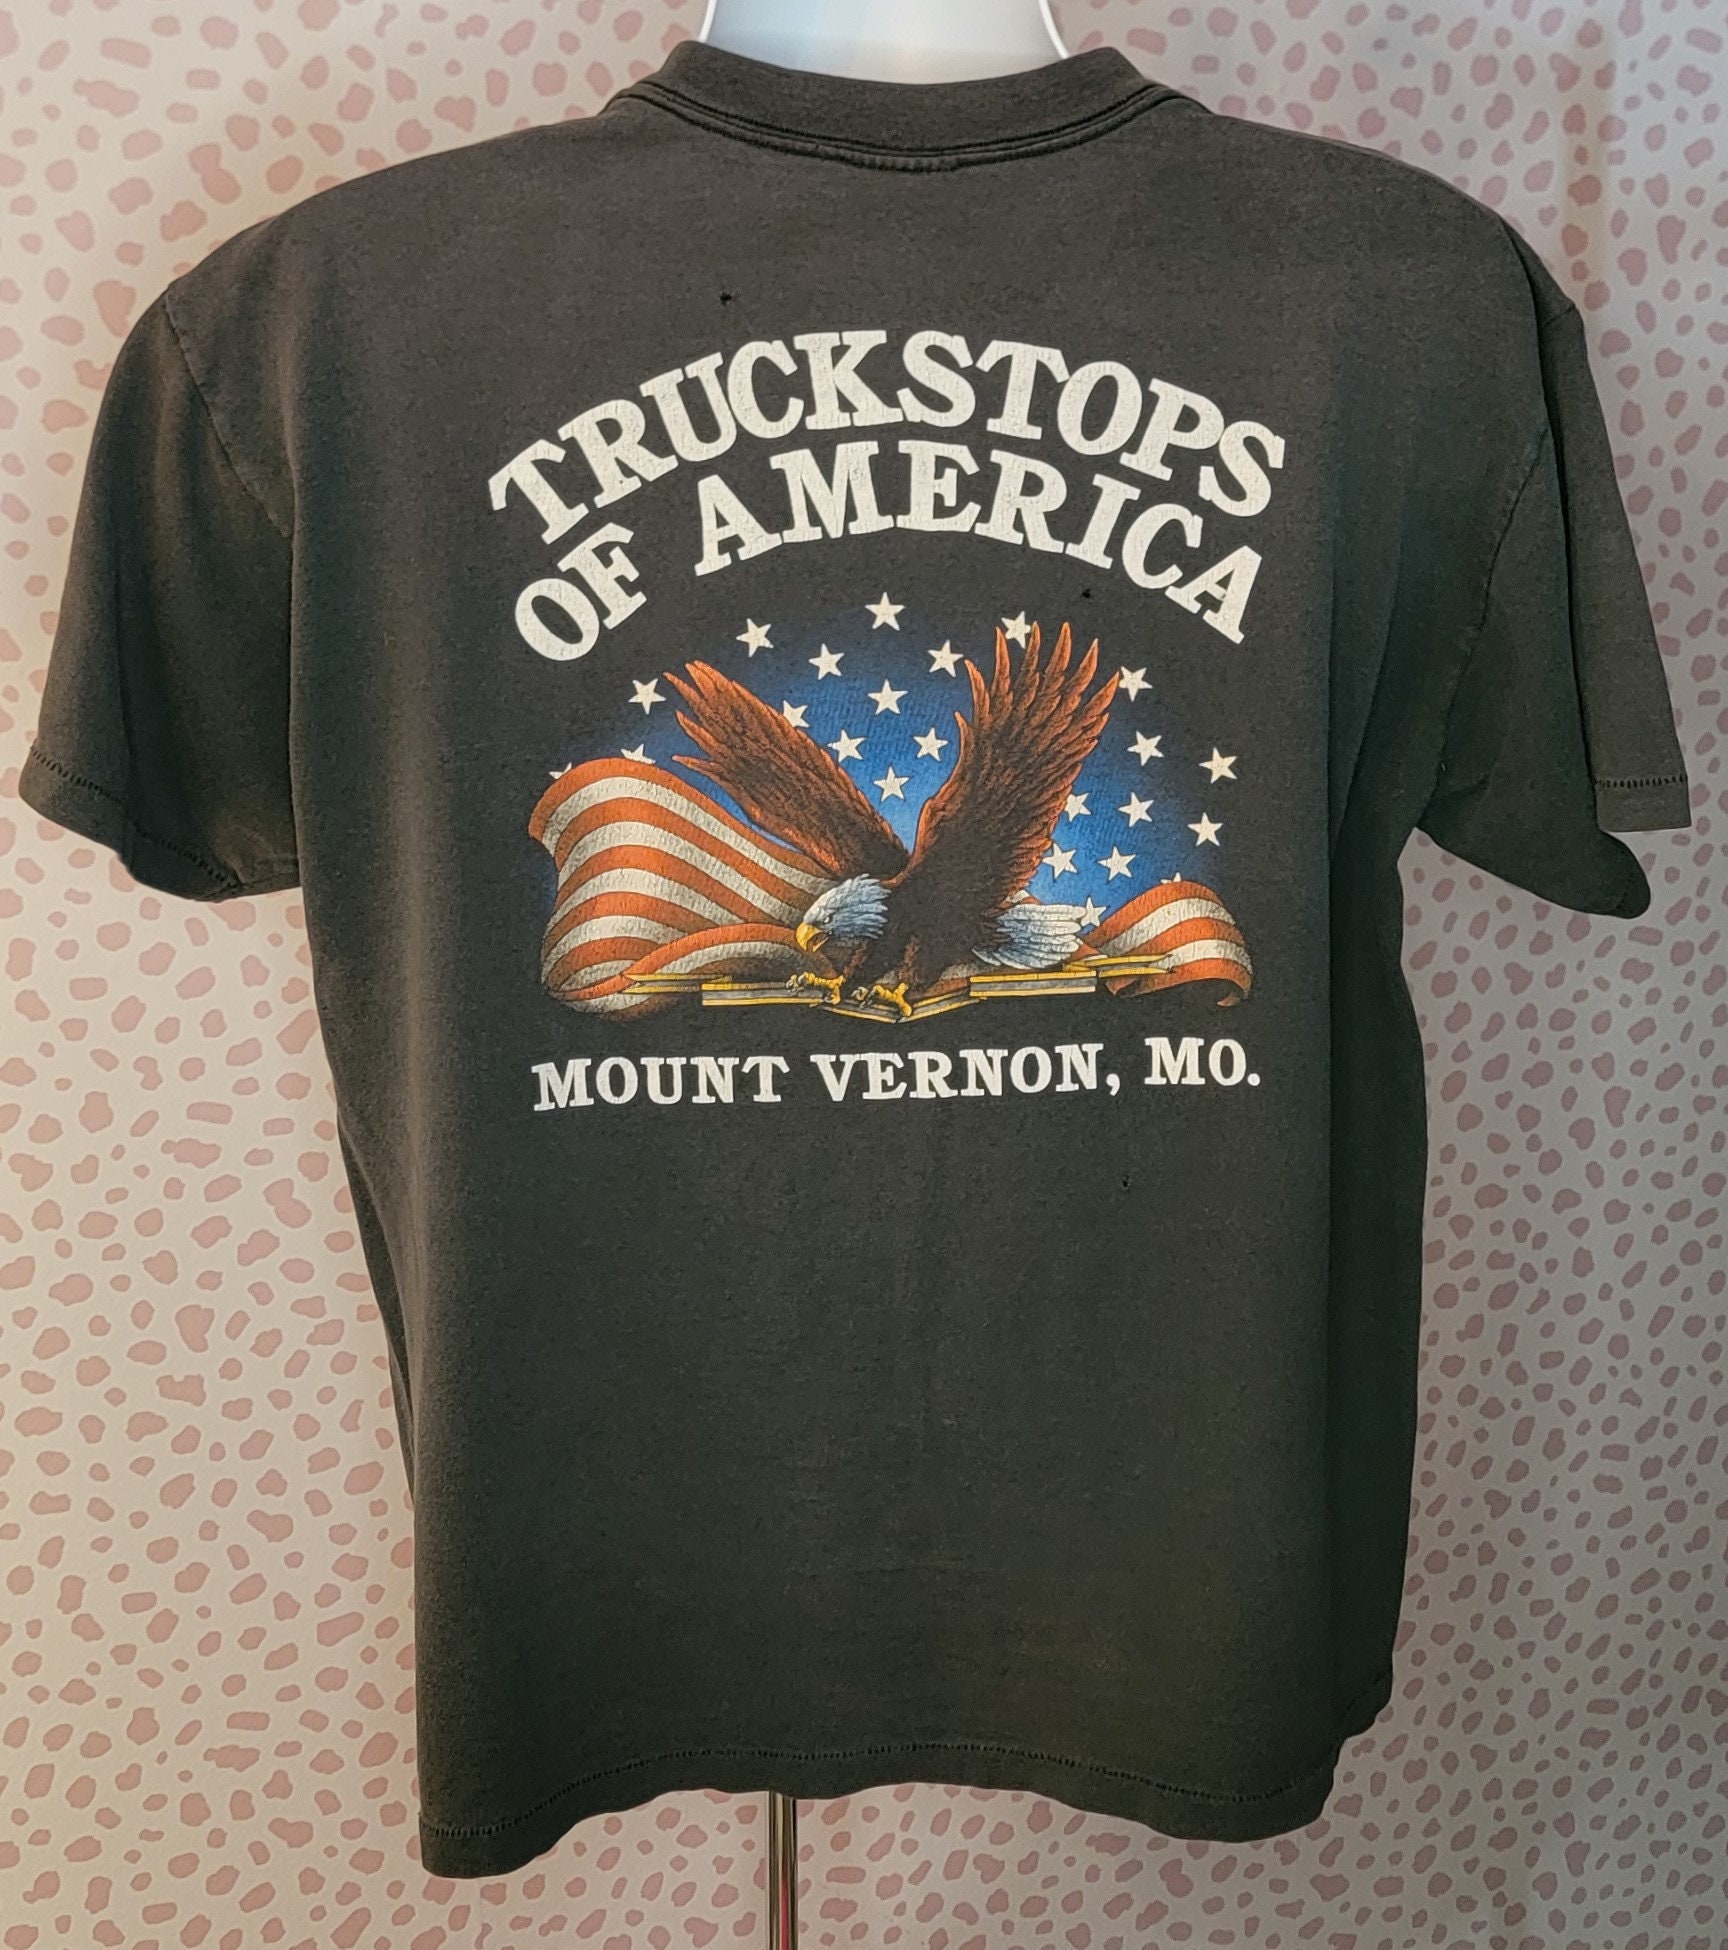 TRUCKSTOPS
OF AMERICA
MOUNT VERNON, MO.